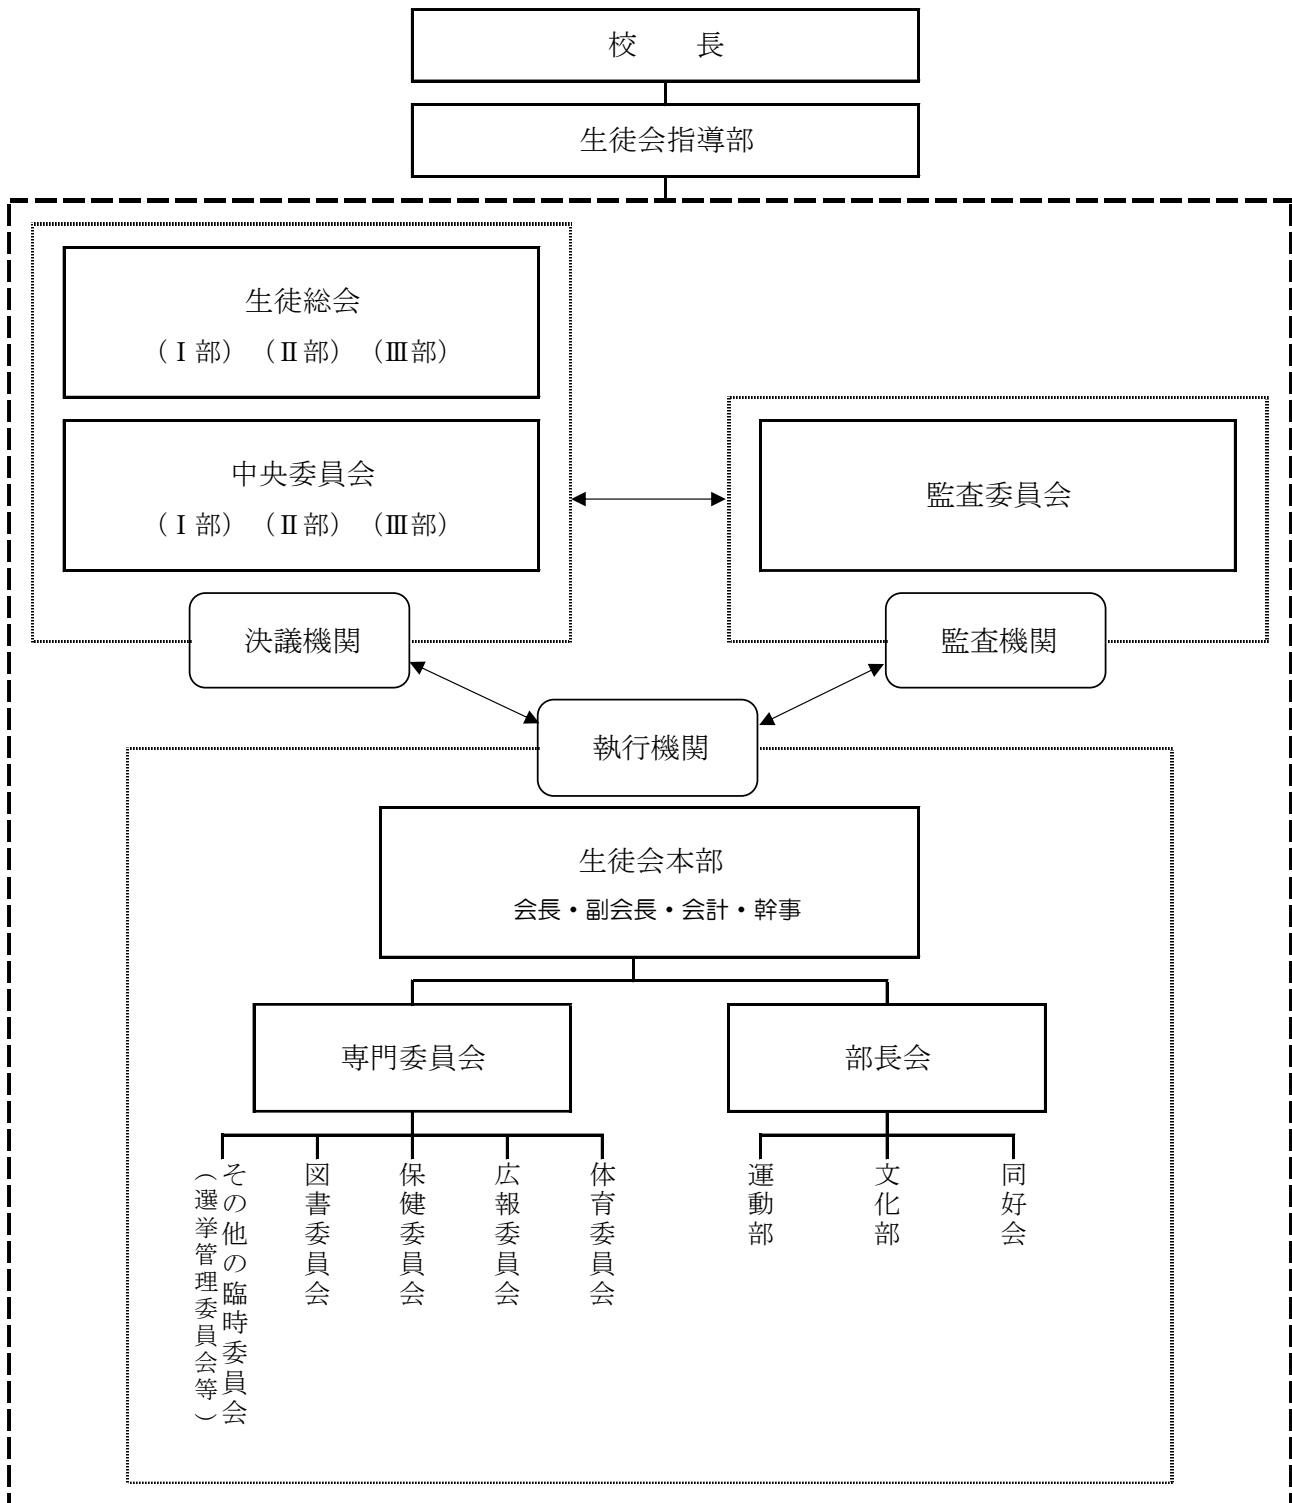 校　　長
生徒会指導部
生徒総会
（Ⅰ部）（Ⅱ部）（Ⅲ部）
中央委員会
（Ⅰ部）（Ⅱ部）（Ⅲ部）
監査委員会
決議機関
監査機関
執行機関
生徒会本部
会長・副会長・会計・幹事
専門委員会
部長会
体育委員会
広報委員会
保健委員会
図書委員会
その他の臨時委員会
（選挙管理委員会等）
同好会
文化部
運動部